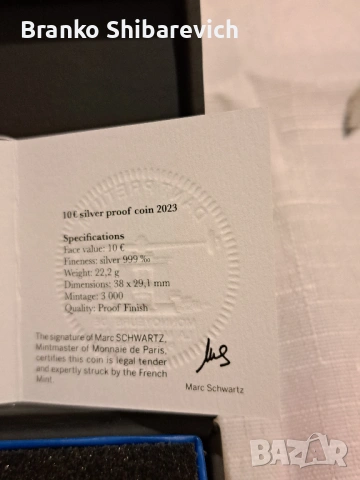 Branko Shibarevich
10€ silver proof coin 2023
Specifications
Face value: 10 €
Fineness: silver 999 ‰
Weight: 22,2 g
Dimensions: 38 x 29,1 mm
Mintage: 3 000
Quality: Proof Finish
The signature of Marc SCHWARTZ,
Mintmaster of Monnaie de Paris,
certifies this coin is legal tender
and expertly struck by the French
Mint.
Marc Schwartz
BAZAR
bg